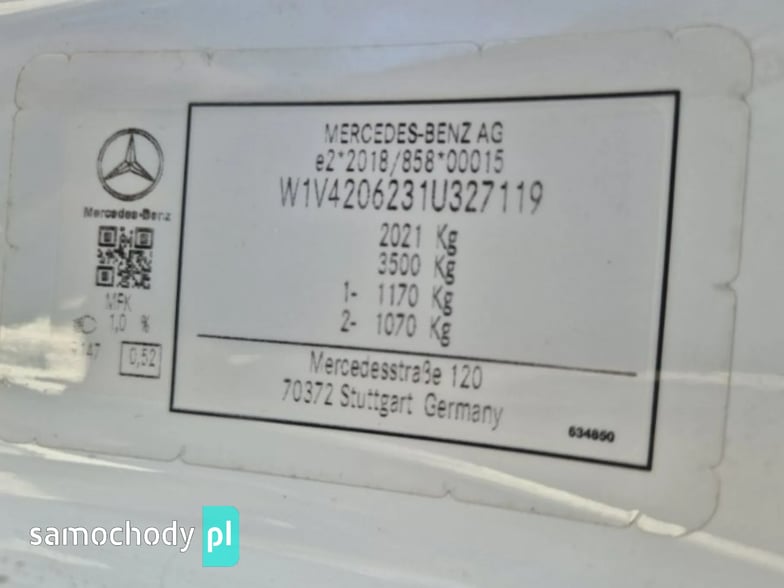 MERCEDES-BENZ AG
e2*2018/858*00015
W1V4206231U327119
2021 Kg
3500 Kg
1- 1170 Kg
2- 1070 Kg
Mercedesstraße 120
70372 Stuttgart Germany
634850
Mercedes-Benz
MFK
1,0 %
147
0,52
samochody pl